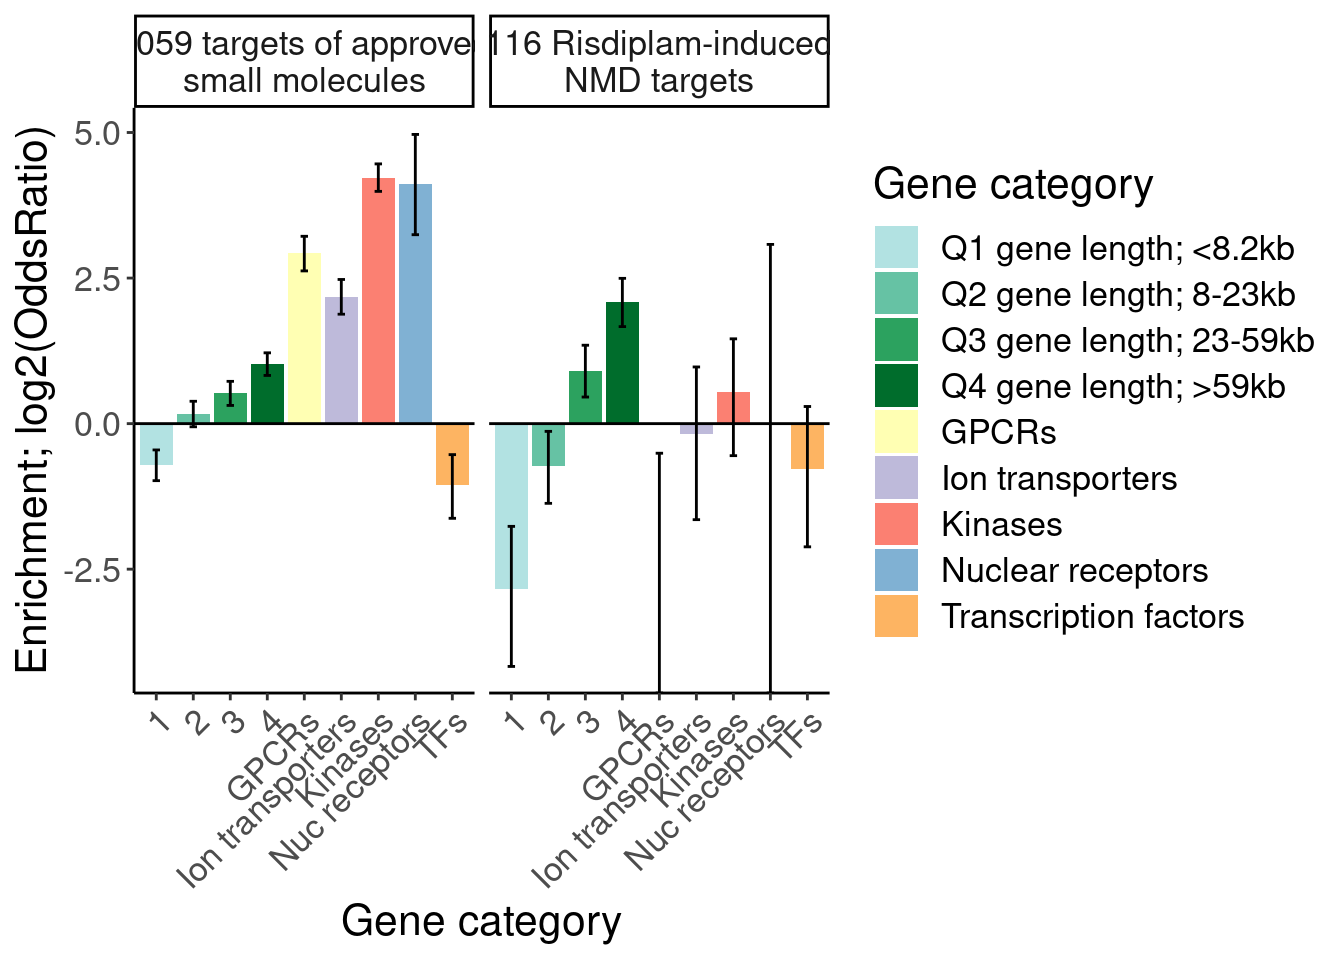 059 targets of approve
small molecules
116 Risdiplam-induced
NMD targets
Enrichment; log2(OddsRatio)
5.0
2.5
0.0
-2.5
1
2
3
4
GPCRs
Ion transporters
Kinases
Nuc receptors
TFs
1
2
3
4
GPCRs
Ion transporters
Kinases
Nuc receptors
TFs
Gene category
Gene category
Q1 gene length; <8.2kb
Q2 gene length; 8-23kb
Q3 gene length; 23-59kb
Q4 gene length; >59kb
GPCRs
Ion transporters
Kinases
Nuclear receptors
Transcription factors